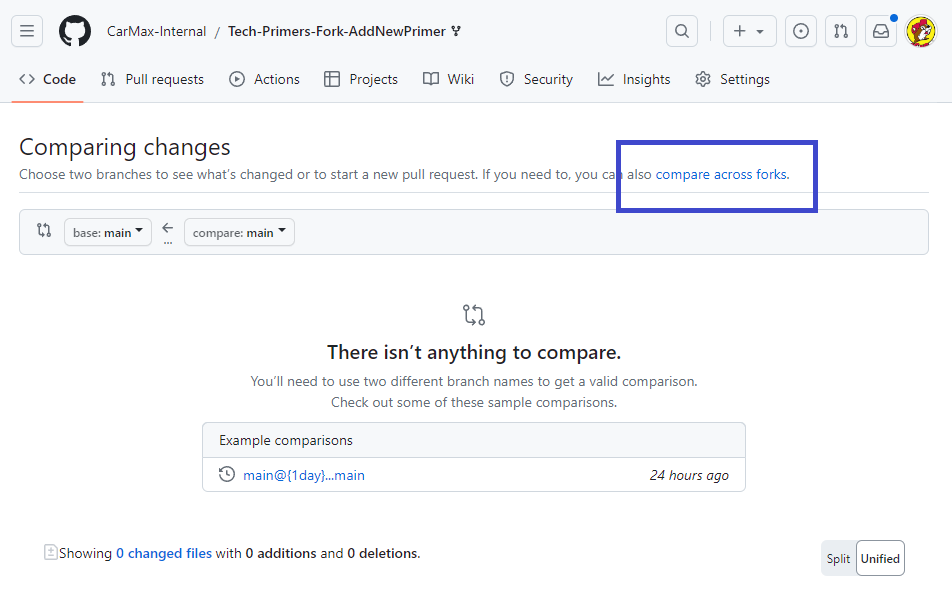 CarMax-Internal / Tech-Primers-Fork-AddNewPrimer
Code Pull requests Actions Projects Wiki Security Insights Settings
Comparing changes
Choose two branches to see what's changed or to start a new pull request. If you need to, you can also compare across forks.
base: main ... compare: main
There isn't anything to compare.
You'll need to use two different branch names to get a valid comparison.
Check out some of these sample comparisons.
Example comparisons
main@{1day}...main 24 hours ago
Showing 0 changed files with 0 additions and 0 deletions.
Split Unified